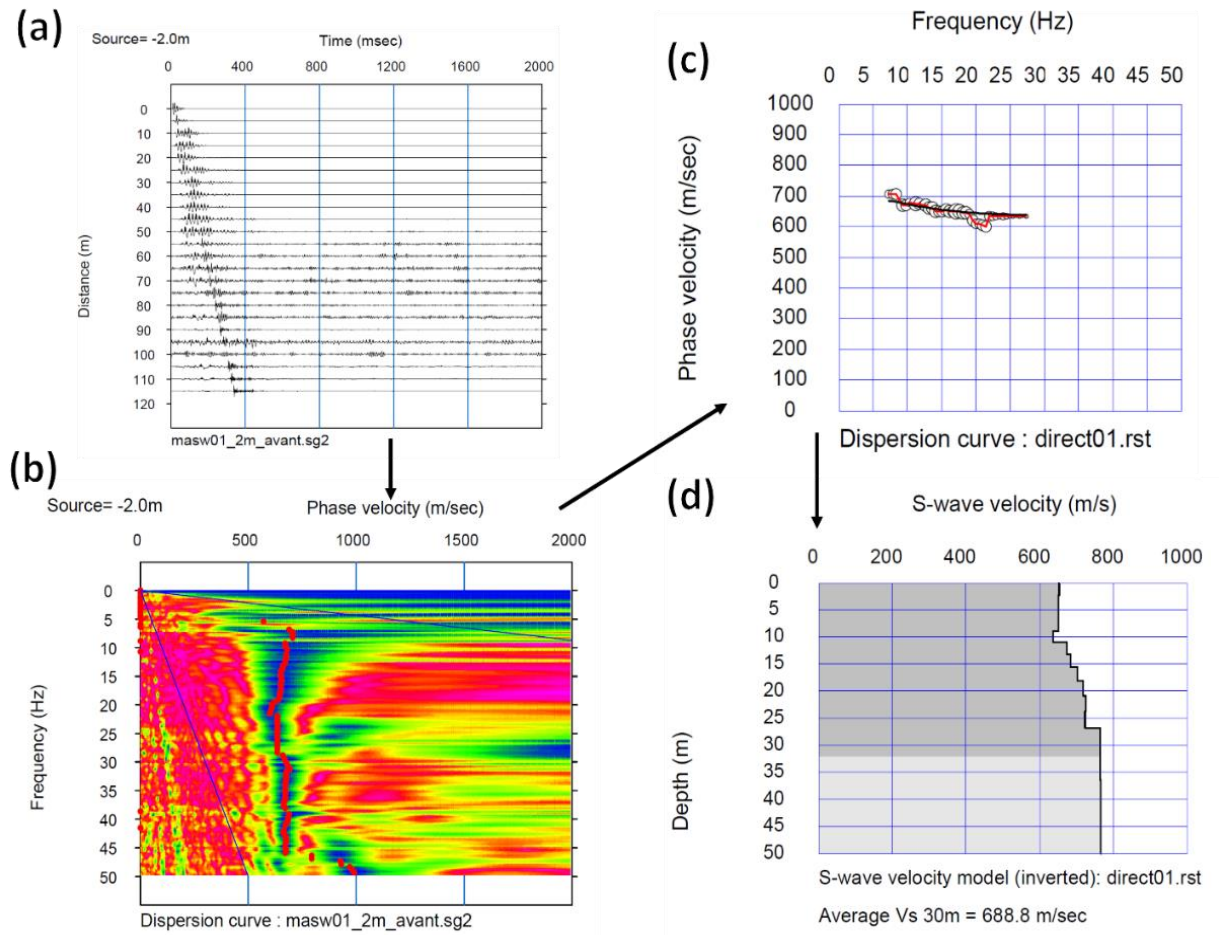 (a)
Source= -2.0m
Time (msec)
0 400 800 1200 1600 2000
Distance (m)
0
10
20
30
40
50
60
70
80
90
100
110
120
masw01_2m_avant.sg2
(b)
Source= -2.0m
Phase velocity (m/sec)
0 500 1000 1500 2000
Frequency (Hz)
0
5
10
15
20
25
30
35
40
45
50
Dispersion curve : masw01_2m_avant.sg2
(c)
Frequency (Hz)
0 5 10 15 20 25 30 35 40 45 50
Phase velocity (m/sec)
1000
900
800
700
600
500
400
300
200
100
0
Dispersion curve : direct01.rst
(d)
S-wave velocity (m/s)
0 200 400 600 800 1000
Depth (m)
0
5
10
15
20
25
30
35
40
45
50
S-wave velocity model (inverted): direct01.rst
Average Vs 30m = 688.8 m/sec